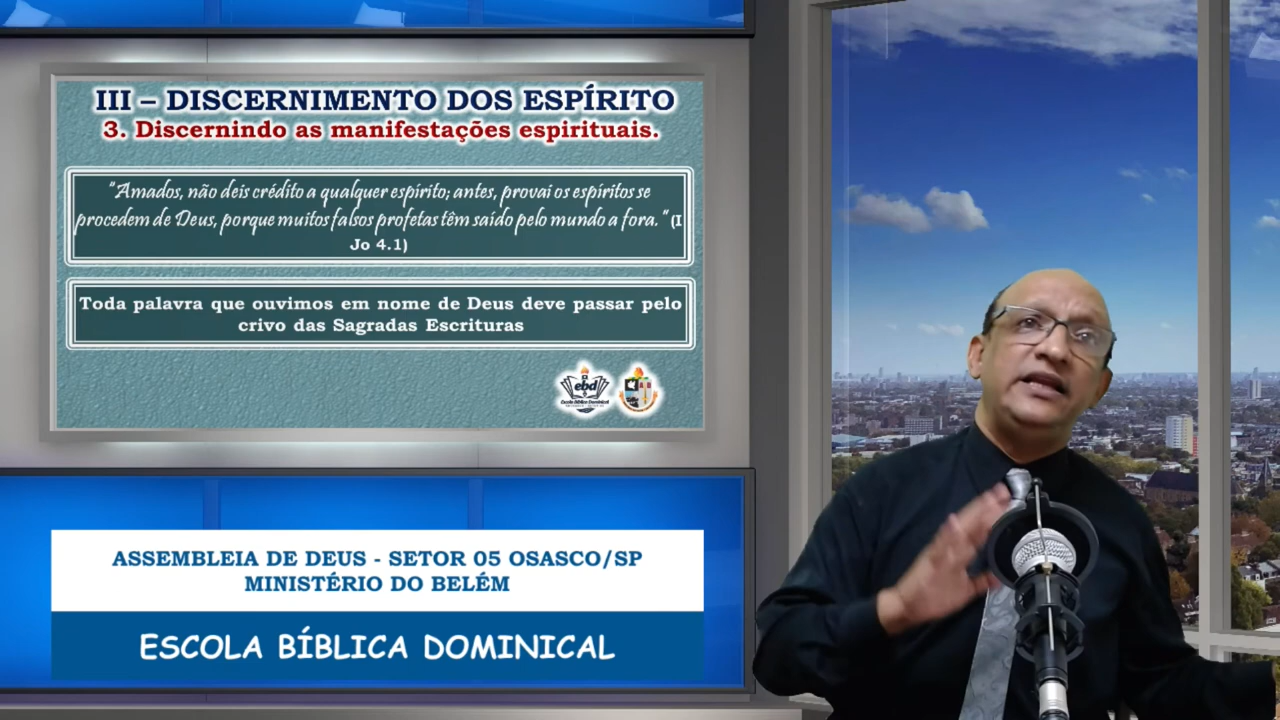 III – DISCERNIMENTO DOS ESPÍRITO
3. Discernindo as manifestações espirituais.
"Amados, não deis crédito a qualquer espírito; antes, provai os espíritos se
procedem de Deus, porque muitos falsos profetas têm saído pelo mundo a fora." (I
Jo 4.1)
Toda palavra que ouvimos em nome de Deus deve passar pelo
crivo das Sagradas Escrituras
ebd
Escola Bíblica Dominical
ASSEMBLEIA DE DEUS - SETOR 05 OSASCO/SP
MINISTÉRIO DO BELÉM
ESCOLA BÍBLICA DOMINICAL